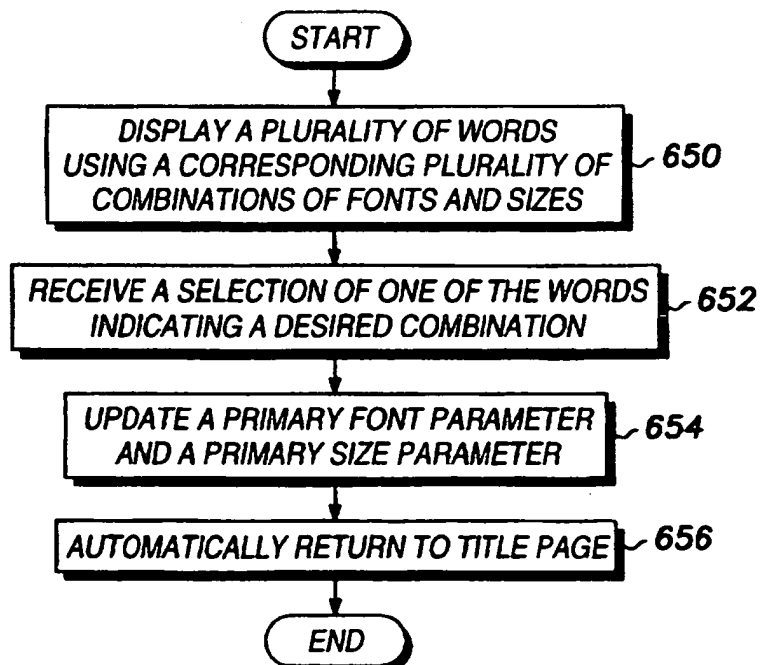 START
DISPLAY A PLURALITY OF WORDS
USING A CORRESPONDING PLURALITY OF
COMBINATIONS OF FONTS AND SIZES
650
RECEIVE A SELECTION OF ONE OF THE WORDS
INDICATING A DESIRED COMBINATION
652
UPDATE A PRIMARY FONT PARAMETER
AND A PRIMARY SIZE PARAMETER
654
AUTOMATICALLY RETURN TO TITLE PAGE
656
END